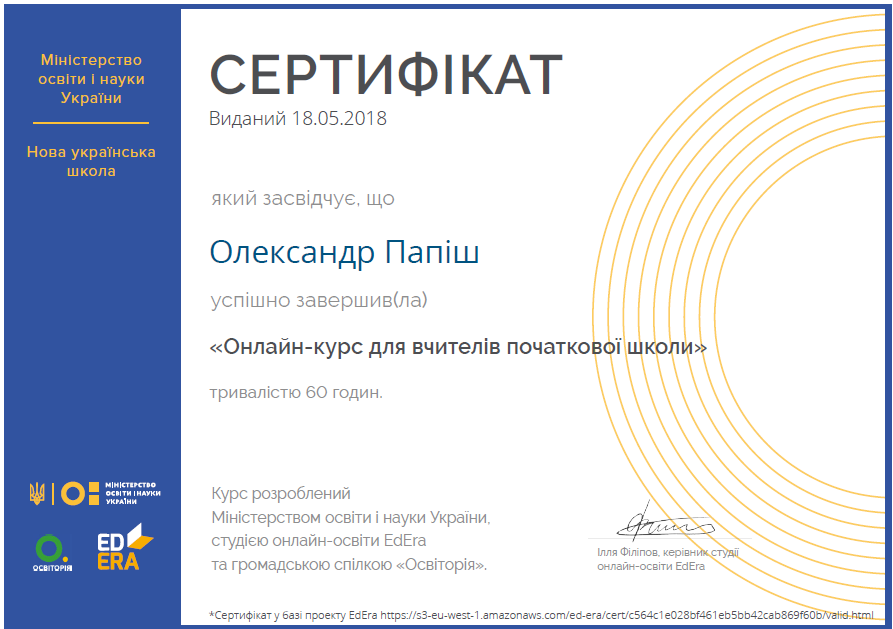 Міністерство
освіти і науки
України
Нова українська
школа
СЕРТИФІКАТ
Виданий 18.05.2018
який засвідчує, що
Олександр Папіш
успішно завершив(ла)
«Онлайн-курс для вчителів початкової школи»
тривалістю 60 годин.
МІНІСТЕРСТВО
ОСВІТИ І НАУКИ
УКРАЇНИ
ОСВІТОРІЯ
ED
ERA
Курс розроблений
Міністерством освіти і науки України,
студією онлайн-освіти EdEra
та громадською спілкою «Освіторія».
Ілля Філіпов, керівник студії
онлайн-освіти EdEra
*Сертифікат у базі проекту EdEra https://s3-eu-west-1.amazonaws.com/ed-era/cert/c564c1e028bf461eb5bb42cab869f60b/valid.html